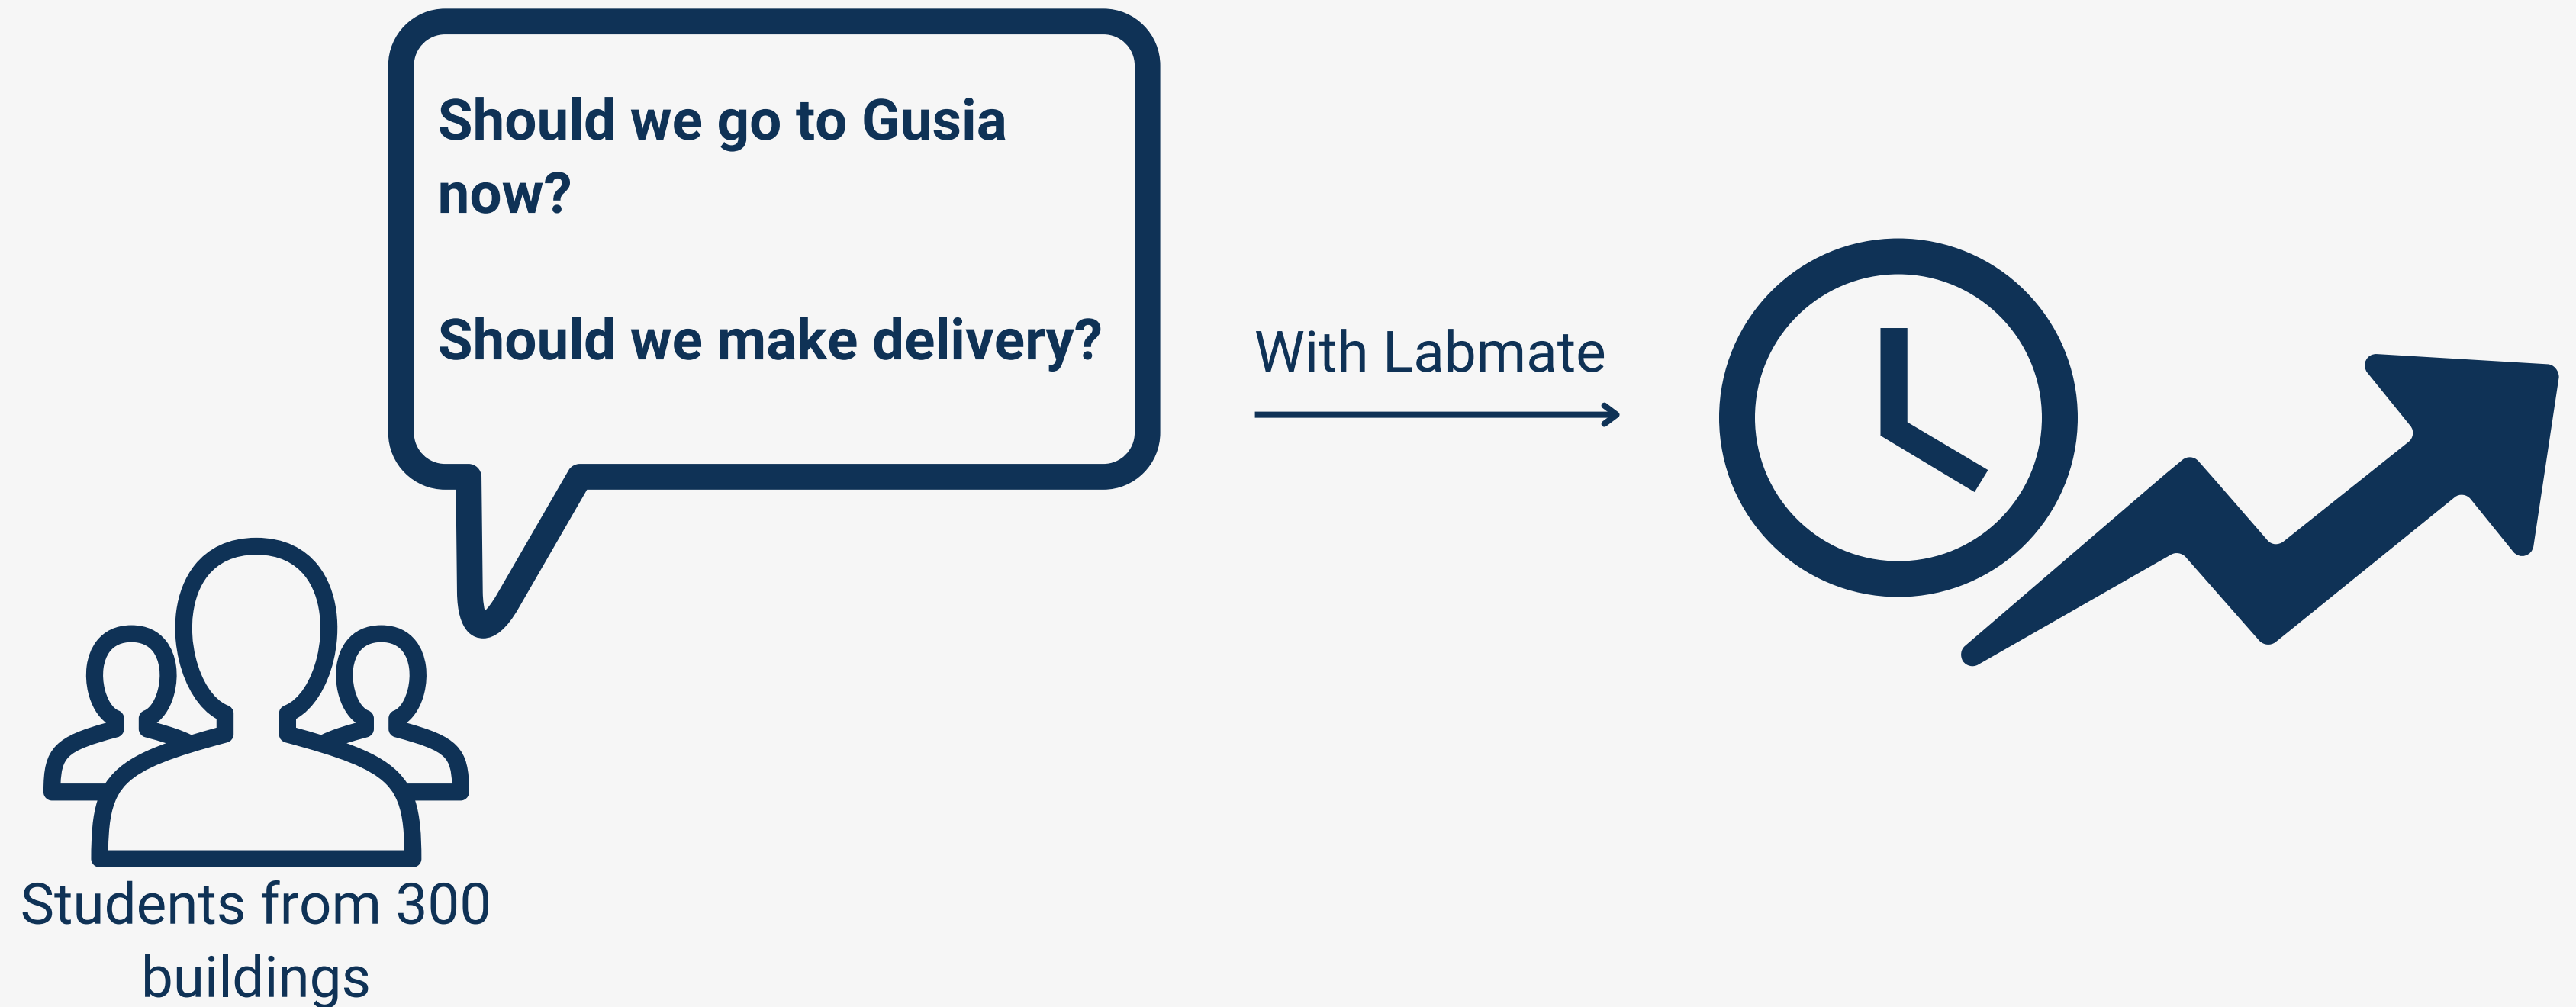 Should we go to Gusia
now?
Should we make delivery?
With Labmate
Students from 300
buildings